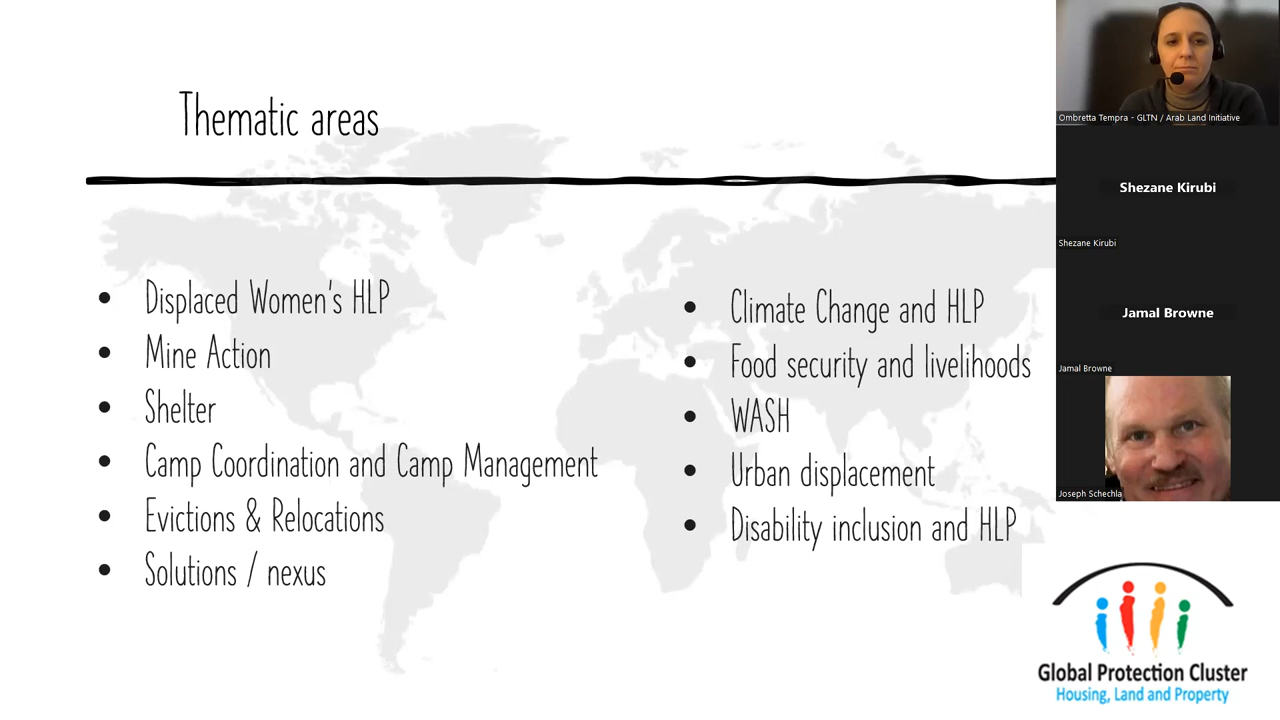 Thematic areas
Displaced Women's HLP
Mine Action
Shelter
Camp Coordination and Camp Management
Evictions & Relocations
Solutions / nexus
Climate Change and HLP
Food security and livelihoods
WASH
Urban displacement
Disability inclusion and HLP
Ombretta Tempra - GLTN / Arab Land Initiative
Shezane Kirubi
Shezane Kirubi
Jamal Browne
Jamal Browne
Joseph Schechla
Global Protection Cluster
Housing, Land and Property